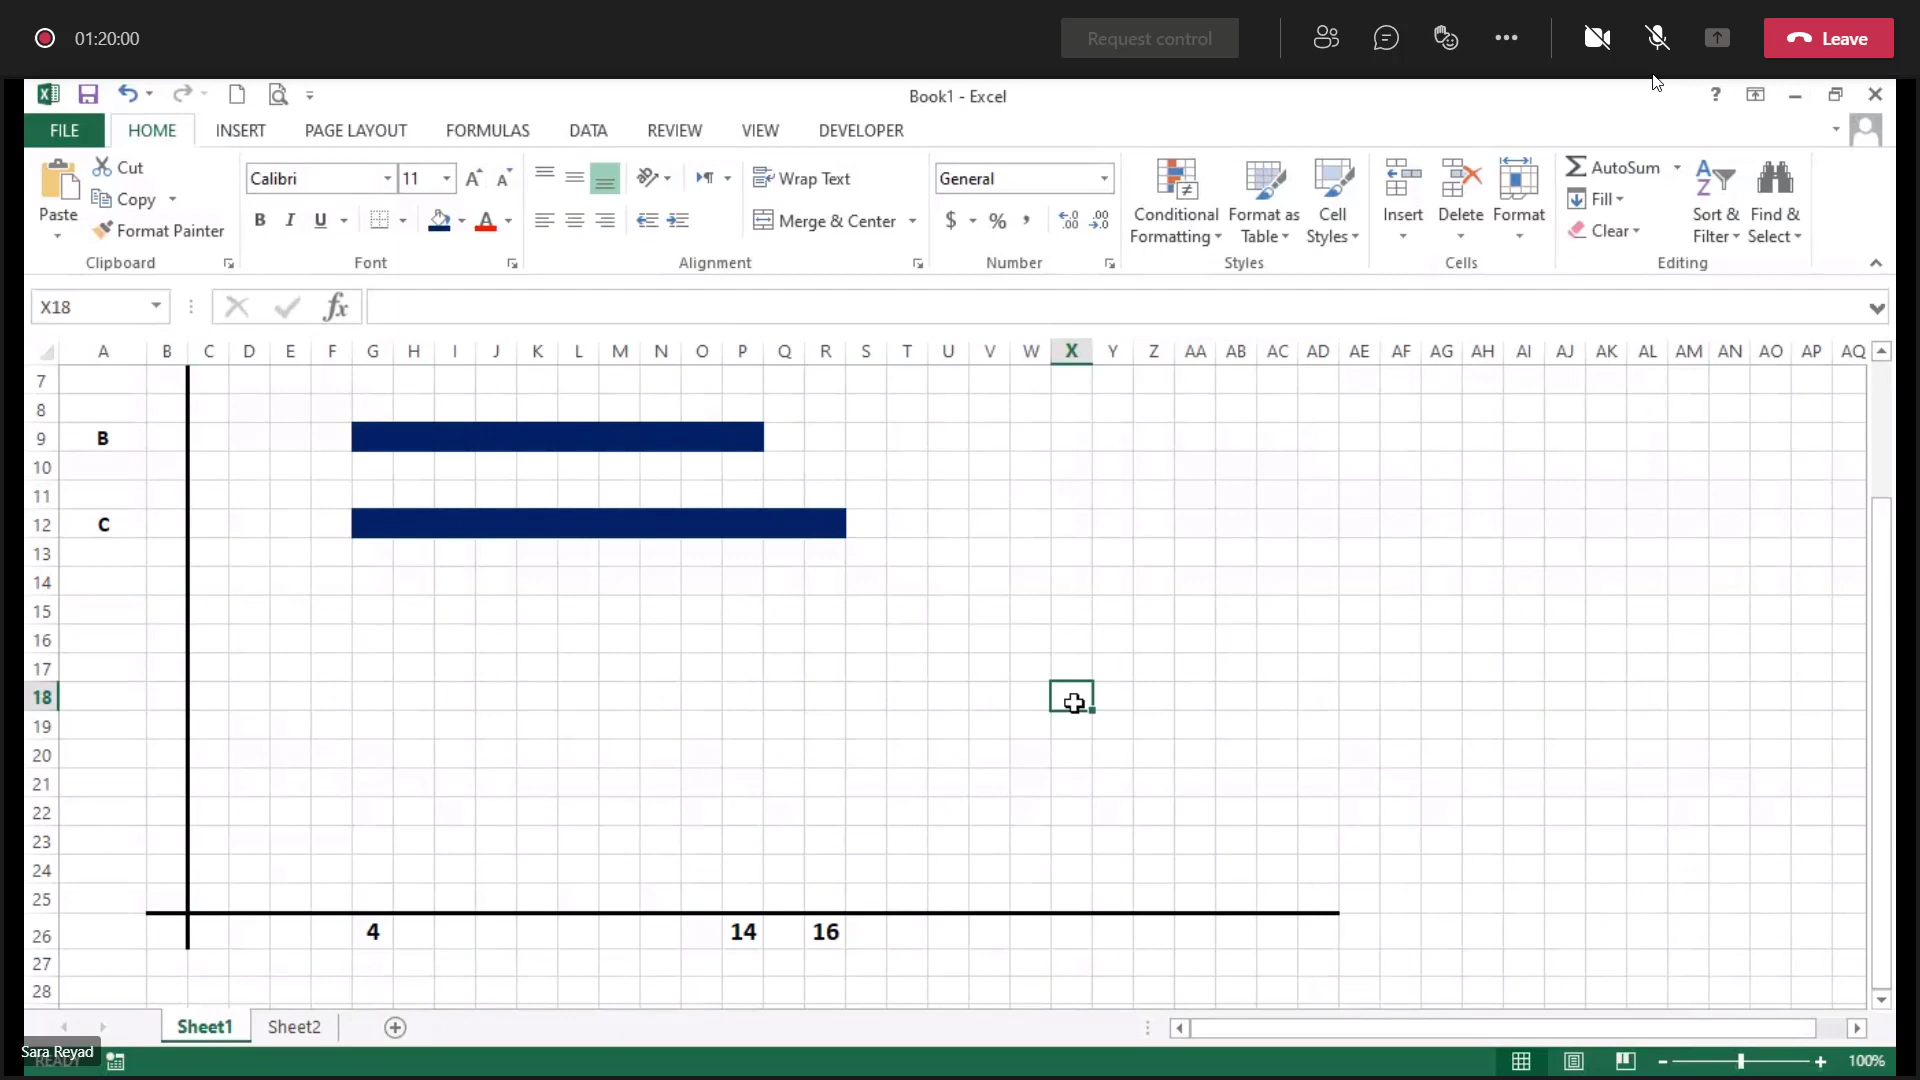 01:20:00
Request control
Leave
Book1 - Excel
?
FILE HOME INSERT PAGE LAYOUT FORMULAS DATA REVIEW VIEW DEVELOPER
Paste
Cut
Copy
Format Painter
Clipboard
Calibri 11
B I U
Font
Wrap Text
Merge & Center
Alignment
General
$ % ,
Number
Conditional Formatting
Format as Table
Cell Styles
Styles
Insert
Delete
Format
Cells
AutoSum
Fill
Clear
Sort & Filter
Find & Select
Editing
X18
fx
A B C D E F G H I J K L M N O P Q R S T U V W X Y Z AA AB AC AD AE AF AG AH AI AJ AK AL AM AN AO AP AQ
7
8
9 B
10
11
12 C
13
14
15
16
17
18
19
20
21
22
23
24
25
26 4 14 16
27
28
Sheet1 Sheet2
Sara Reyad
READY
100%